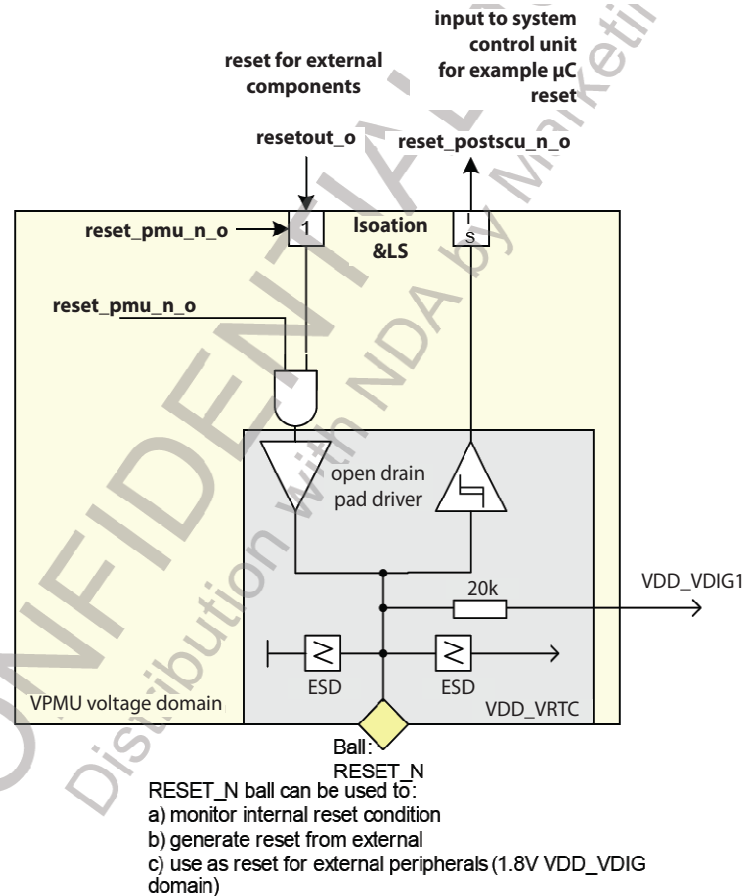 input to system
control unit
for example µC
reset
reset for external
components
resetout_o
reset_postscu_n_o
reset_pmu_n_o
1
Isoation
&LS
I
S
reset_pmu_n_o
open drain
pad driver
20k
VDD_VDIG1
ESD
ESD
VPMU voltage domain
VDD_VRTC
Ball:
RESET_N
RESET_N ball can be used to:
a) monitor internal reset condition
b) generate reset from external
c) use as reset for external peripherals (1.8V VDD_VDIG
domain)
ONFIDENTIAL
Distribution with NDA by Marketin